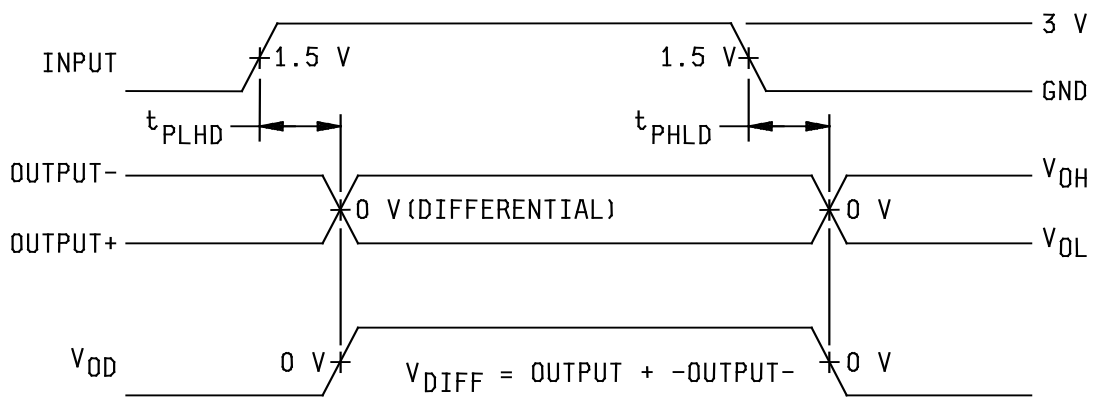 3 V
INPUT 1.5 V 1.5 V
GND
tPLHD tPHLD
OUTPUT- VOH
0 V(DIFFERENTIAL) 0 V
OUTPUT+ VOL
VOD 0 V 0 V
VDIFF = OUTPUT + -OUTPUT-